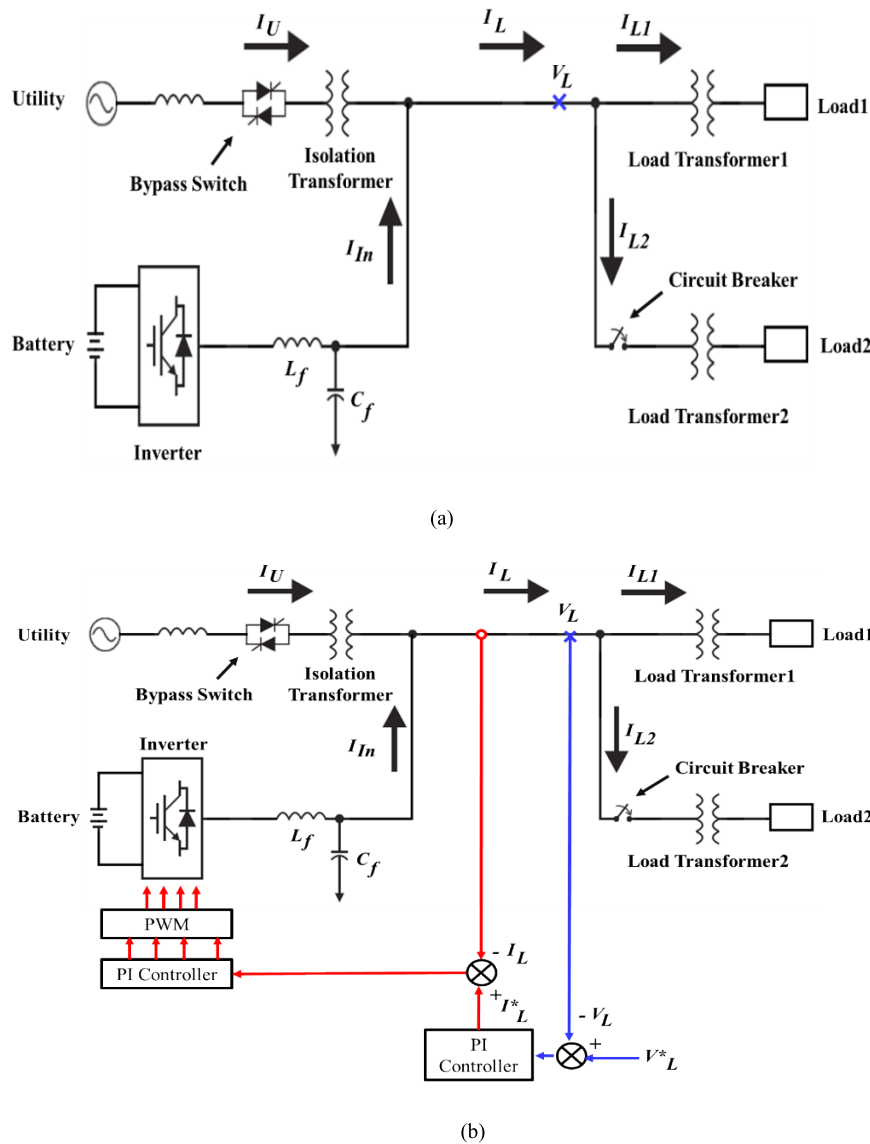 I_U
I_L
I_L1
V_L
Utility
Load1
Bypass Switch
Isolation
Transformer
Load Transformer1
I_In
I_L2
Circuit Breaker
Battery
L_f
C_f
Load2
Inverter
Load Transformer2
(a)
I_U
I_L
I_L1
V_L
Utility
Load1
Bypass Switch
Isolation
Transformer
Load Transformer1
I_In
I_L2
Inverter
Circuit Breaker
Battery
L_f
C_f
Load2
Load Transformer2
PWM
PI Controller
- I_L
+ I*_L
PI
Controller
- V_L
+
V*_L
(b)